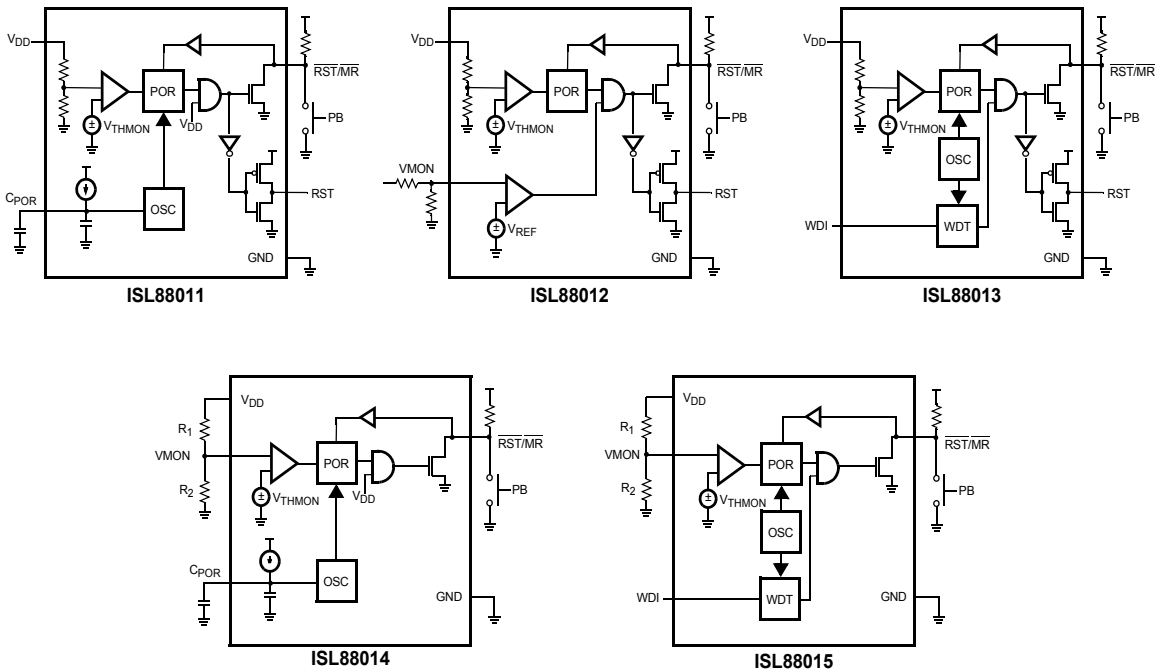 VDD
RST/MR
POR
VTHMON
VDD
PB
CPOR
OSC
RST
GND
ISL88011
VDD
RST/MR
POR
VTHMON
PB
VMON
RST
VREF
GND
ISL88012
VDD
RST/MR
POR
VTHMON
PB
OSC
RST
WDI
WDT
GND
ISL88013
VDD
R1
RST/MR
VMON
POR
R2
VTHMON
VDD
PB
CPOR
OSC
GND
ISL88014
VDD
R1
RST/MR
VMON
POR
R2
VTHMON
PB
OSC
WDI
WDT
GND
ISL88015